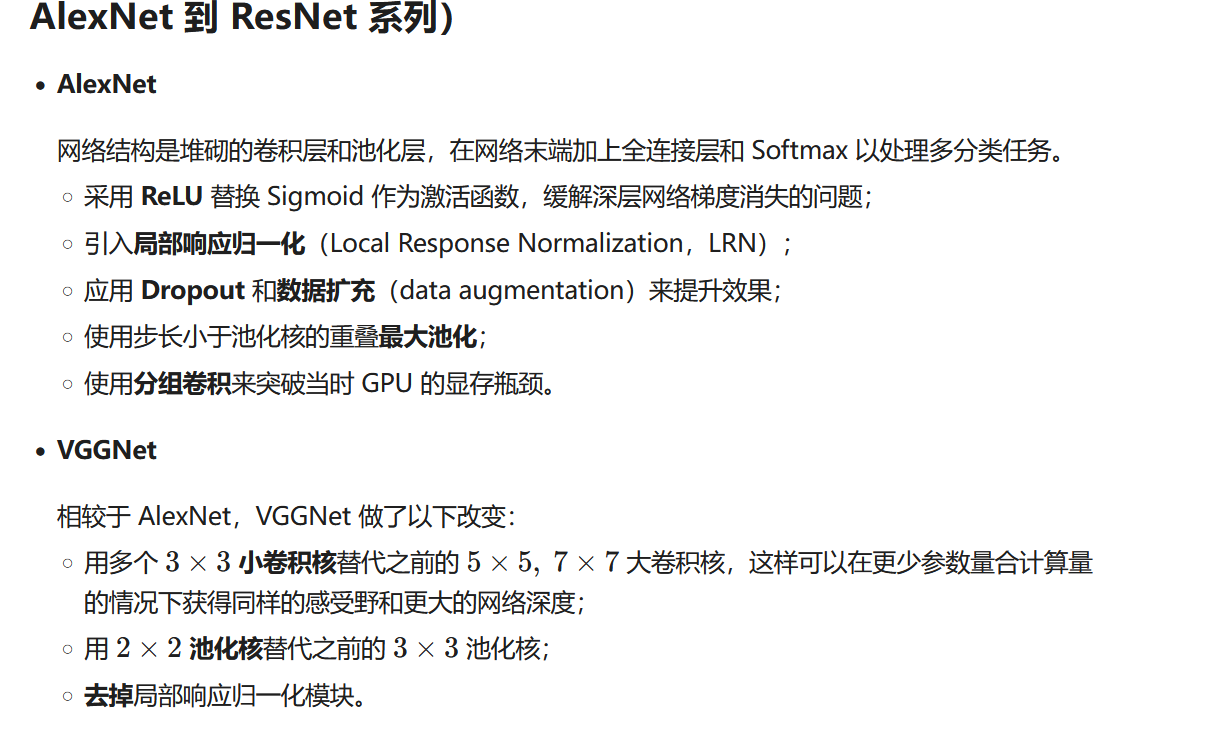 AlexNet 到 ResNet 系列）
• AlexNet
网络结构是堆砌的卷积层和池化层，在网络末端加上全连接层和 Softmax 以处理多分类任务。
○ 采用 ReLU 替换 Sigmoid 作为激活函数，缓解深层网络梯度消失的问题；
○ 引入局部响应归一化（Local Response Normalization，LRN）；
○ 应用 Dropout 和数据扩充（data augmentation）来提升效果；
○ 使用步长小于池化核的重叠最大池化；
○ 使用分组卷积来突破当时 GPU 的显存瓶颈。
• VGGNet
相较于 AlexNet，VGGNet 做了以下改变：
○ 用多个 3 × 3 小卷积核替代之前的 5 × 5, 7 × 7 大卷积核，这样可以在更少参数量合计算量
的情况下获得同样的感受野和更大的网络深度；
○ 用 2 × 2 池化核替代之前的 3 × 3 池化核；
○ 去掉局部响应归一化模块。